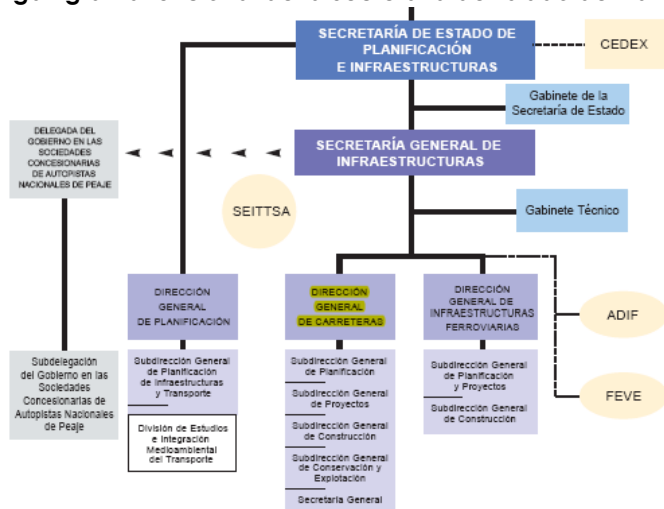 SECRETARÍA DE ESTADO DE
PLANIFICACIÓN
E INFRAESTRUCTURAS
CEDEX
Gabinete de la
Secretaría de Estado
DELEGADA DEL
GOBIERNO EN LAS
SOCIEDADES
CONCESIONARIAS
DE AUTOPISTAS
NACIONALES DE PEAJE
SECRETARÍA GENERAL DE
INFRAESTRUCTURAS
SEITTSA
Gabinete Técnico
DIRECCIÓN
GENERAL
DE PLANIFICACIÓN
DIRECCIÓN
GENERAL
DE CARRETERAS
DIRECCIÓN
GENERAL DE
INFRAESTRUCTURAS
FERROVIARIAS
ADIF
FEVE
Subdelegación
del Gobierno en las
Sociedades
Concesionarias de
Autopistas Nacionales
de Peaje
Subdirección General
de Planificación
de Infraestructuras
y Transporte
División de Estudios
e Integración
Medioambiental
del Transporte
Subdirección General
de Planificación
Subdirección General
de Proyectos
Subdirección General
de Construcción
Subdirección General
de Conservación y
Explotación
Secretaría General
Subdirección General
de Planificación
y Proyectos
Subdirección General
de Construcción